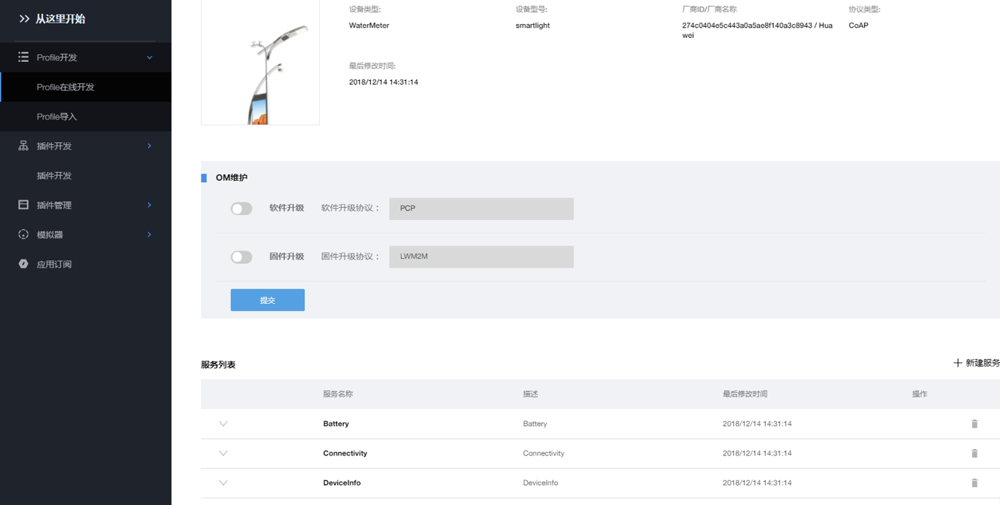 从这里开始
Profile开发
Profile在线开发
Profile导入
插件开发
插件开发
插件管理
模拟器
应用订阅
设备类型: 设备型号: 厂商ID/厂商名称 协议类型:
WaterMeter smartlight 274c0404e5c443a0a5ae8f140a3c8943 / Hua CoAP
wei
最后修改时间:
2018/12/14 14:31:14
OM维护
软件升级 软件升级协议： PCP
固件升级 固件升级协议： LWM2M
提交
服务列表 新建服务
服务名称 描述 最后修改时间 操作
Battery Battery 2018/12/14 14:31:14
Connectivity Connectivity 2018/12/14 14:31:14
DeviceInfo DeviceInfo 2018/12/14 14:31:14